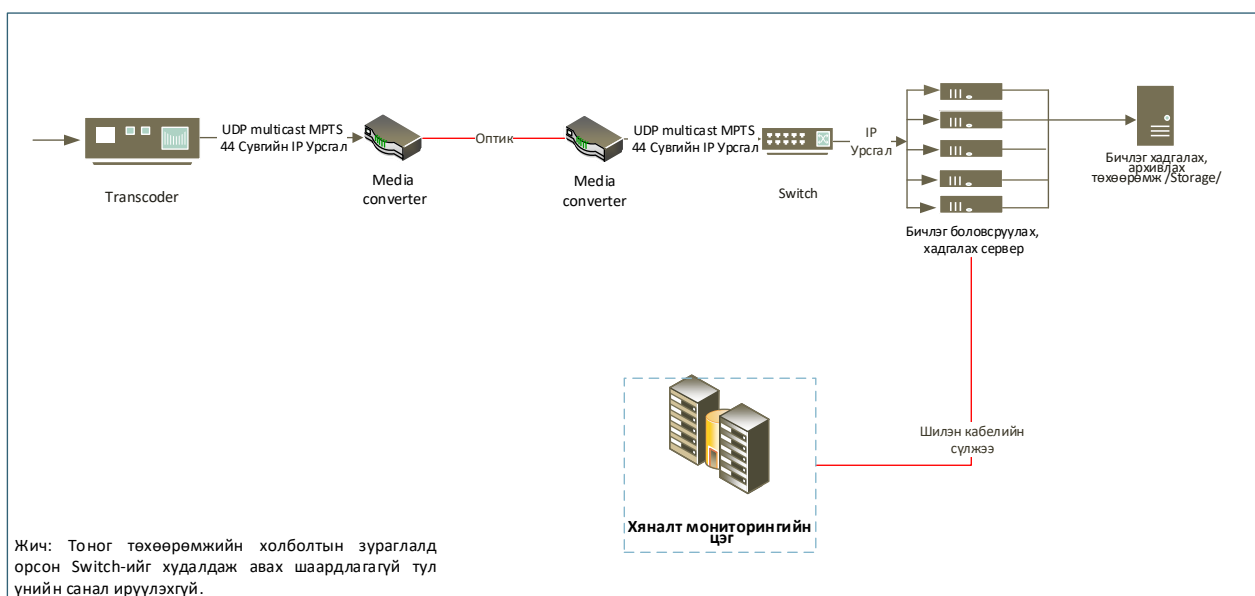 UDP multicast MPTS
44 Сувгийн IP Урсгал
Transcoder
Media
converter
Оптик
Media
converter
UDP multicast MPTS
44 Сувгийн IP Урсгал
Switch
IP
Урсгал
Бичлэг боловсруулах,
хадгалах сервер
Бичлэг хадгалах,
архивлах
төхөөрөмж /Storage/
Шилэн кабелийн
сүлжээ
Хяналт мониторингийн
цэг
Жич: Тоног төхөөрөмжийн холболтын зураглалд
орсон Switch-ийг худалдаж авах шаардлагагүй тул
үнийн санал ирүүлэхгүй.